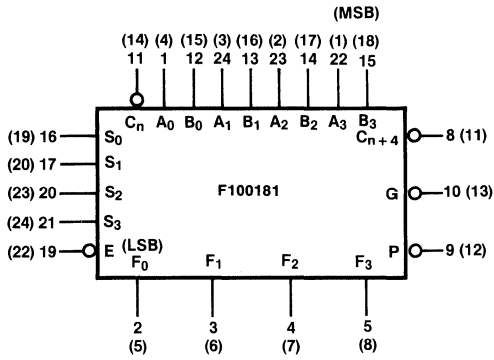 (MSB)
(14) (4) (15) (3) (16) (2) (17) (1) (18)
11 1 12 24 13 23 14 22 15
Cn A0 B0 A1 B1 A2 B2 A3 B3
(19) 16 S0 Cn+4 8 (11)
(20) 17 S1
(23) 20 S2 F100181 G 10 (13)
(24) 21 S3
(22) 19 E (LSB) P 9 (12)
F0 F1 F2 F3
2 3 4 5
(5) (6) (7) (8)